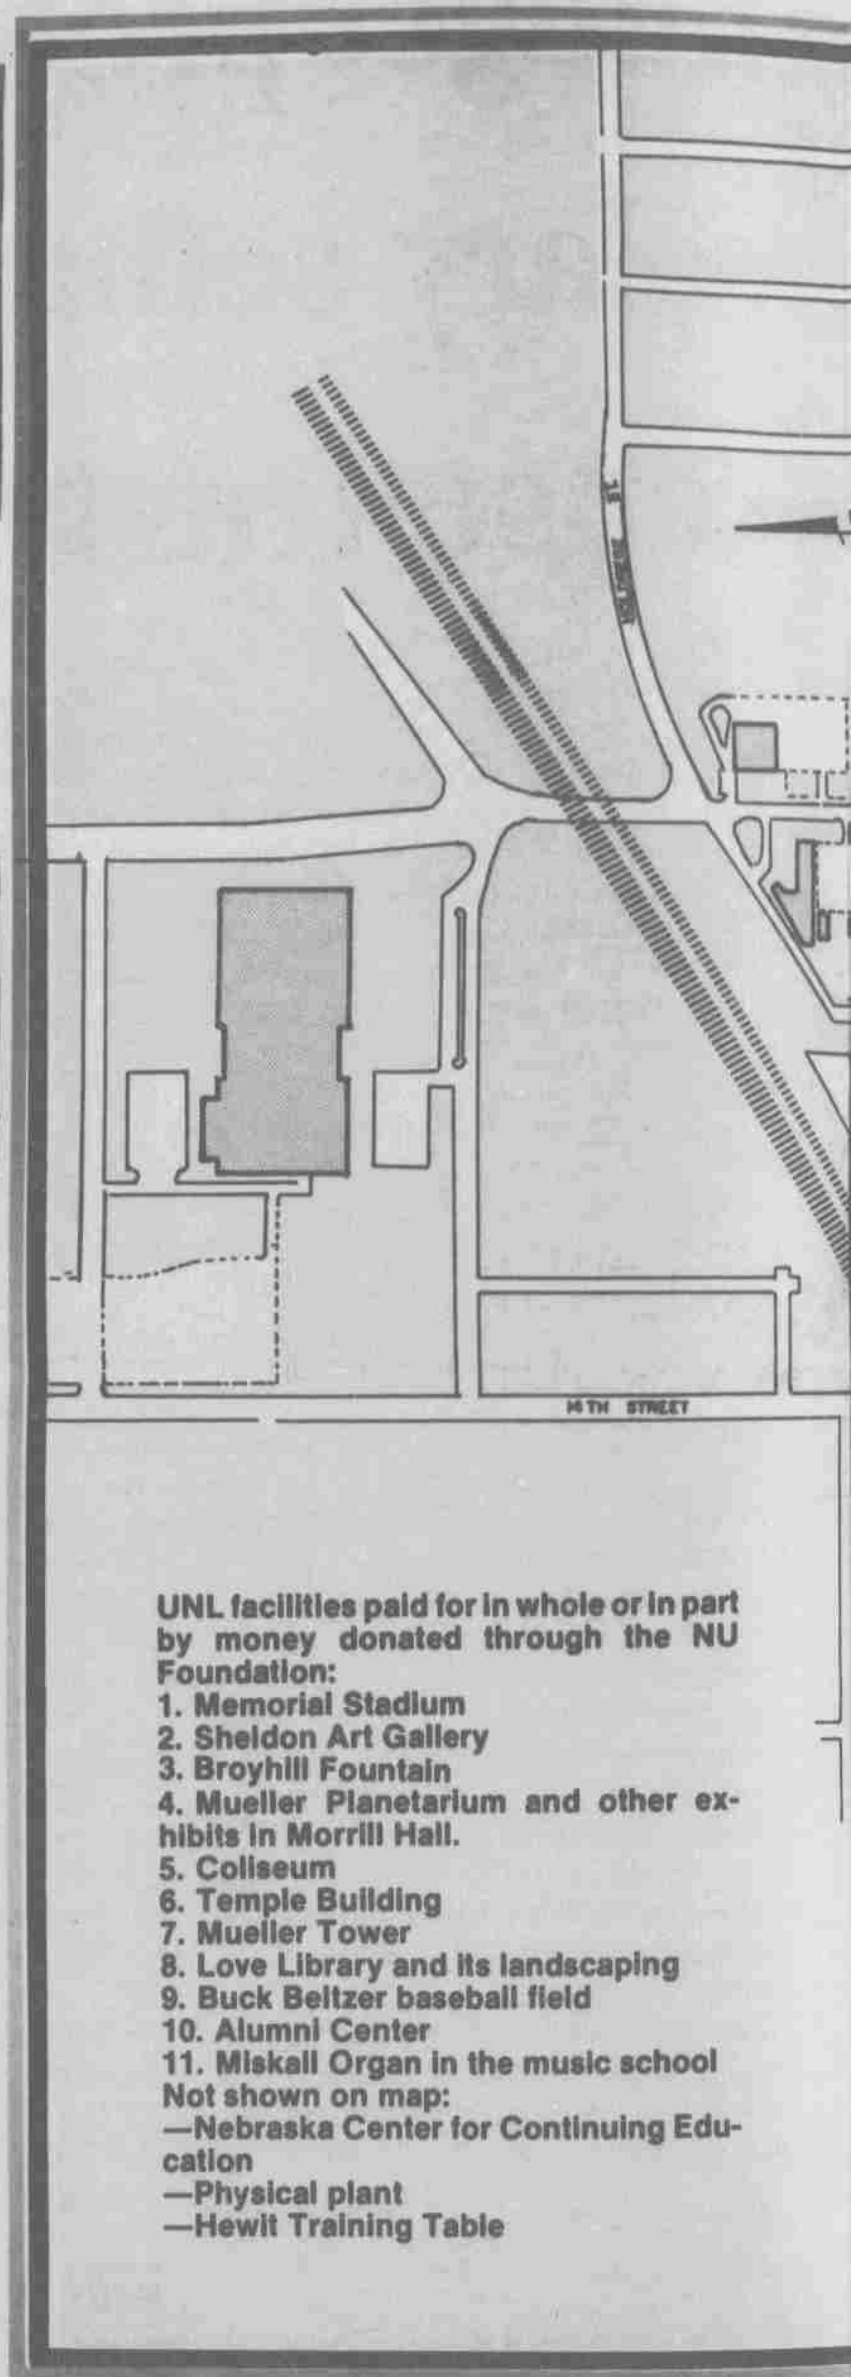 14TH STREET
UNL facilities paid for in whole or in part
by money donated through the NU
Foundation:
1. Memorial Stadium
2. Sheldon Art Gallery
3. Broyhill Fountain
4. Mueller Planetarium and other ex-
hibits in Morrill Hall.
5. Coliseum
6. Temple Building
7. Mueller Tower
8. Love Library and its landscaping
9. Buck Beltzer baseball field
10. Alumni Center
11. Miskall Organ in the music school
Not shown on map:
—Nebraska Center for Continuing Edu-
cation
—Physical plant
—Hewit Training Table